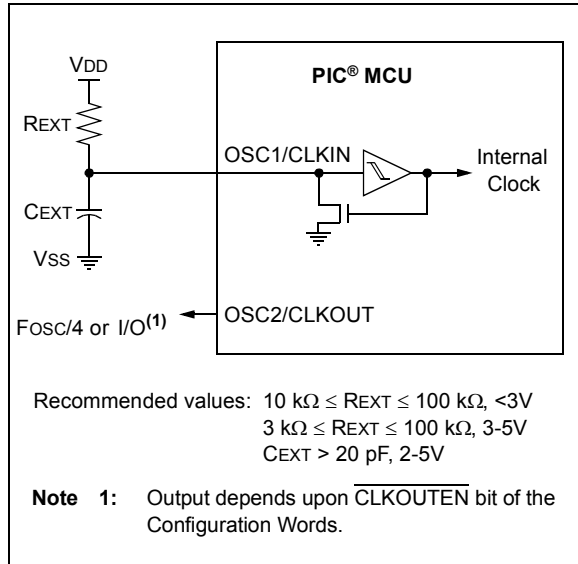 VDD
PIC® MCU
REXT
OSC1/CLKIN
Internal
Clock
CEXT
VSS
FOSC/4 or I/O(1)
OSC2/CLKOUT
Recommended values: 10 kΩ ≤ REXT ≤ 100 kΩ, <3V
3 kΩ ≤ REXT ≤ 100 kΩ, 3-5V
CEXT > 20 pF, 2-5V
Note 1: Output depends upon CLKOUTEN bit of the
Configuration Words.